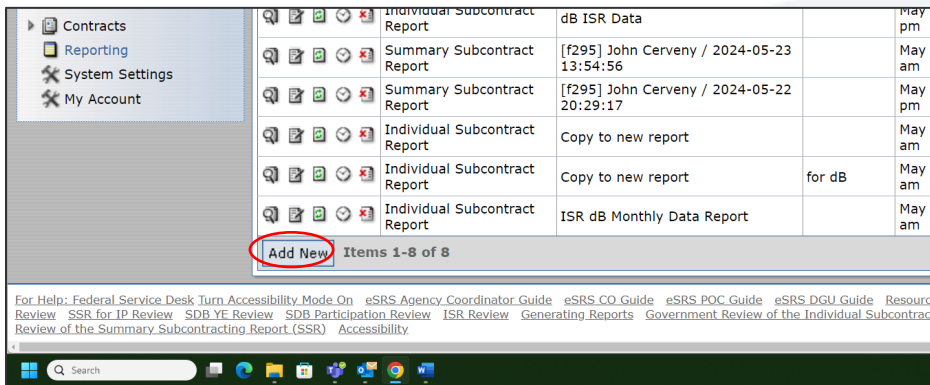 Individual Subcontract
Report
dB ISR Data
May
pm
Contracts
Reporting
System Settings
My Account
Summary Subcontract
Report
[f295] John Cerveny / 2024-05-23
13:54:56
May
am
Summary Subcontract
Report
[f295] John Cerveny / 2024-05-22
20:29:17
May
pm
Individual Subcontract
Report
Copy to new report
May
am
Individual Subcontract
Report
Copy to new report
for dB
May
am
Individual Subcontract
Report
ISR dB Monthly Data Report
May
am
Add New Items 1-8 of 8
For Help: Federal Service Desk Turn Accessibility Mode On eSRS Agency Coordinator Guide eSRS CO Guide eSRS POC Guide eSRS DGU Guide Resourc
Review SSR for IP Review SDB YE Review SDB Participation Review ISR Review Generating Reports Government Review of the Individual Subcontrac
Review of the Summary Subcontracting Report (SSR) Accessibility
Search